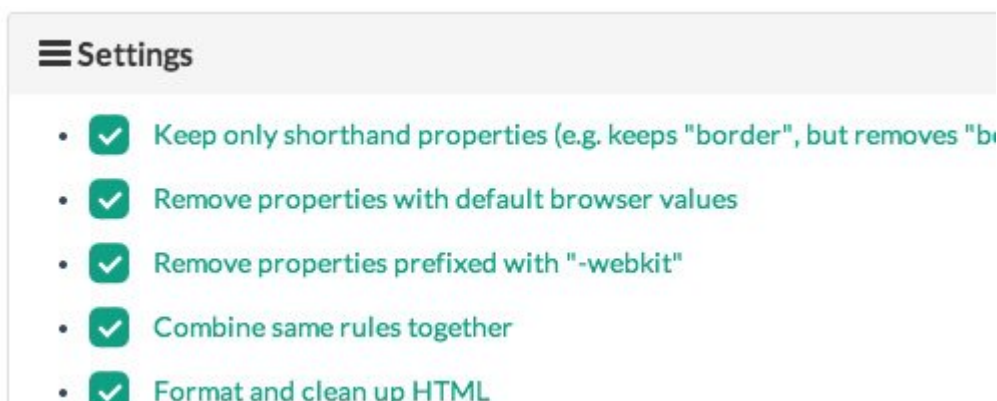 Settings
Keep only shorthand properties (e.g. keeps "border", but removes
Remove properties with default browser values
Remove properties prefixed with "-webkit"
Combine same rules together
Format and clean up HTML